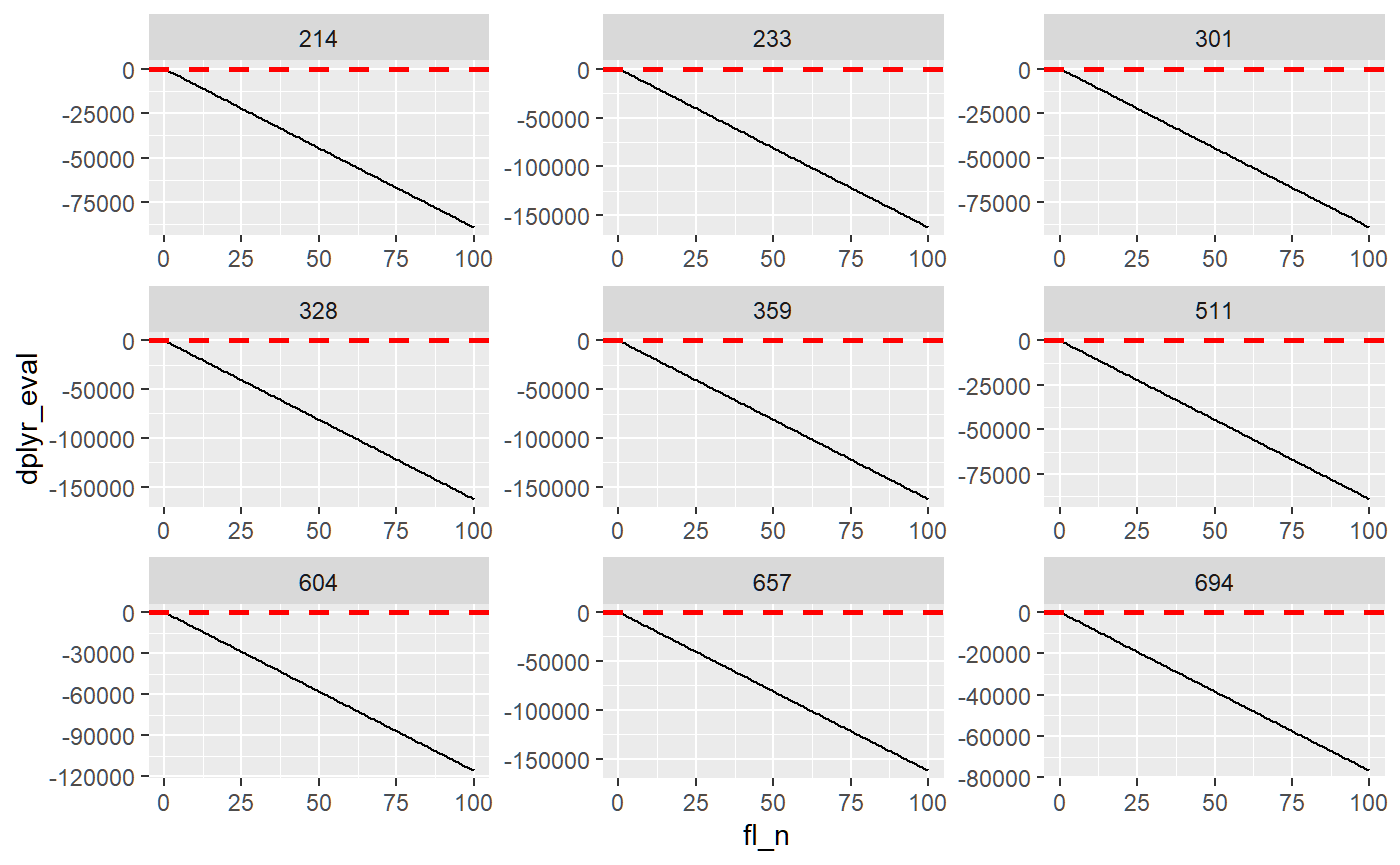 214 233 301
0 0 0
-25000 -50000 -25000
-50000 -100000 -50000
-75000 -150000 -75000
0 25 50 75 100 0 25 50 75 100 0 25 50 75 100
328 359 511
0 0 0
-50000 -50000 -25000
-100000 -100000 -50000
-150000 -150000 -75000
0 25 50 75 100 0 25 50 75 100 0 25 50 75 100
dplyr_eval
604 657 694
0 0 0
-30000 -50000 -20000
-60000 -100000 -40000
-90000 -150000 -60000
-120000 -80000
0 25 50 75 100 0 25 50 75 100 0 25 50 75 100
fl_n